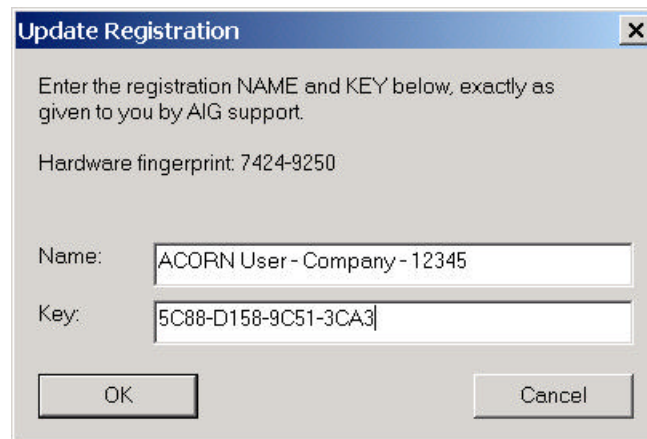 Update Registration
Enter the registration NAME and KEY below, exactly as
given to you by AIG support.
Hardware fingerprint: 7424-9250
Name: ACORN User - Company - 12345
Key: 5C88-D158-9C51-3CA3
OK Cancel